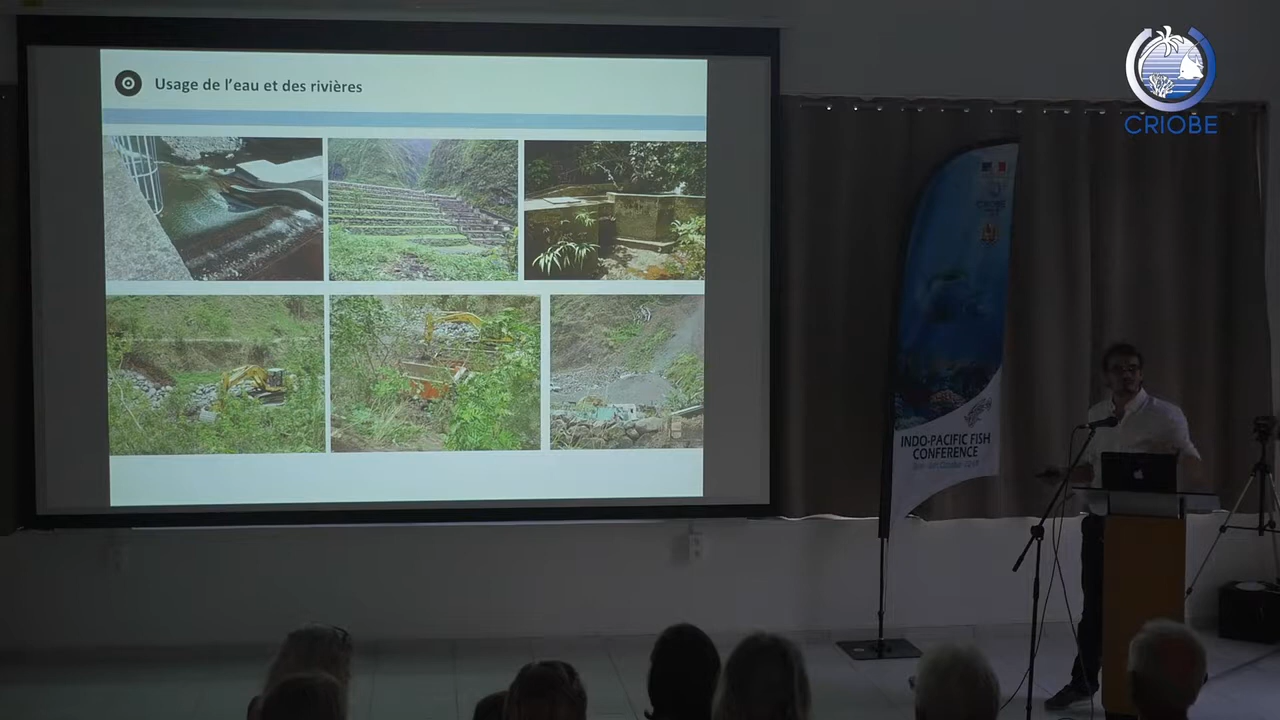 Usage de l'eau et des rivières
CRIOBE
INDO-PACIFIC FISH
CONFERENCE